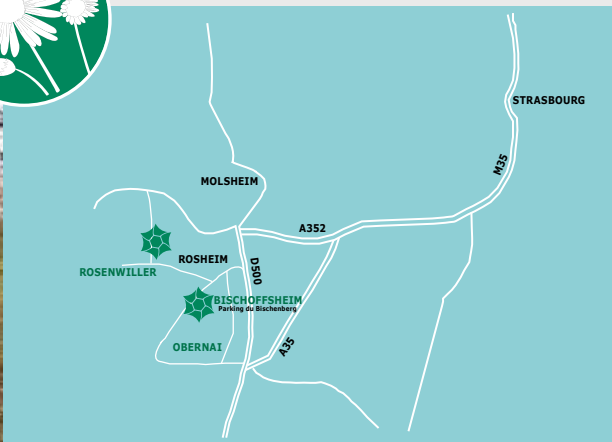 STRASBOURG
M35
MOLSHEIM
A352
ROSHEIM
D500
ROSENWILLER
BISCHOFFSHEIM
Parking du Bischenberg
OBERNAI
A35